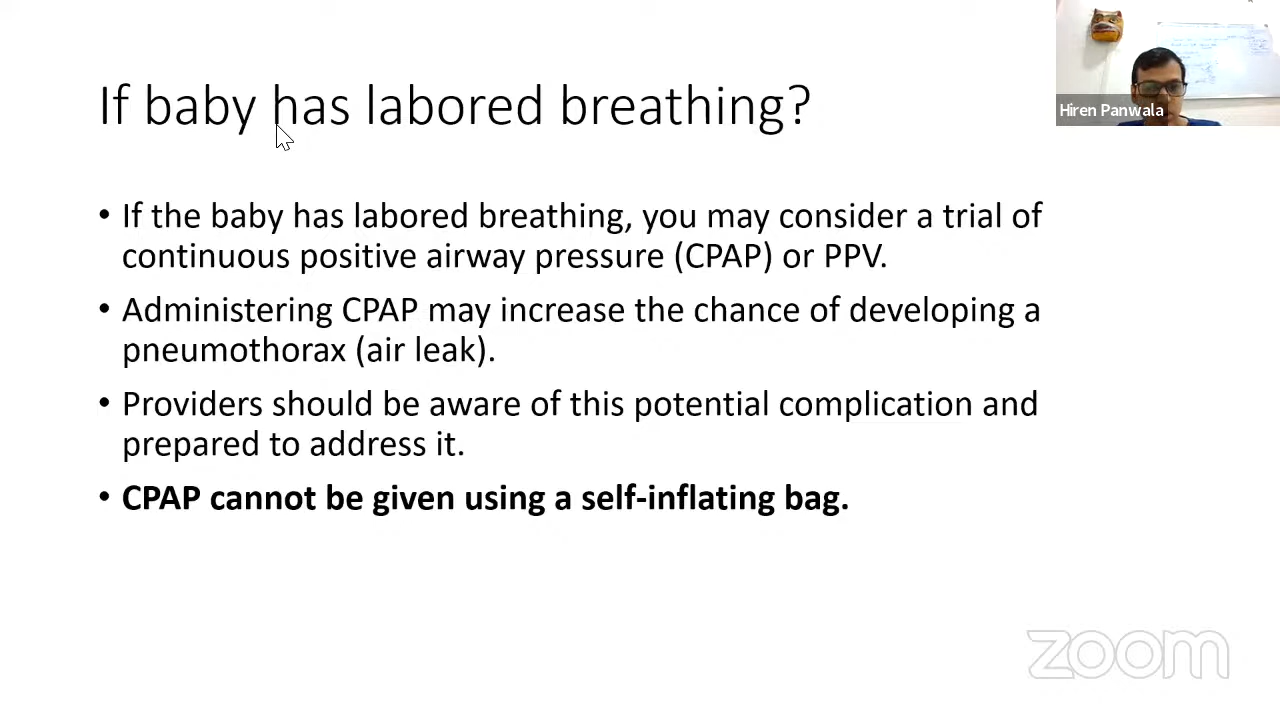 If baby has labored breathing?
Hiren Panwala
• If the baby has labored breathing, you may consider a trial of
continuous positive airway pressure (CPAP) or PPV.
• Administering CPAP may increase the chance of developing a
pneumothorax (air leak).
• Providers should be aware of this potential complication and
prepared to address it.
• CPAP cannot be given using a self-inflating bag.
zoom